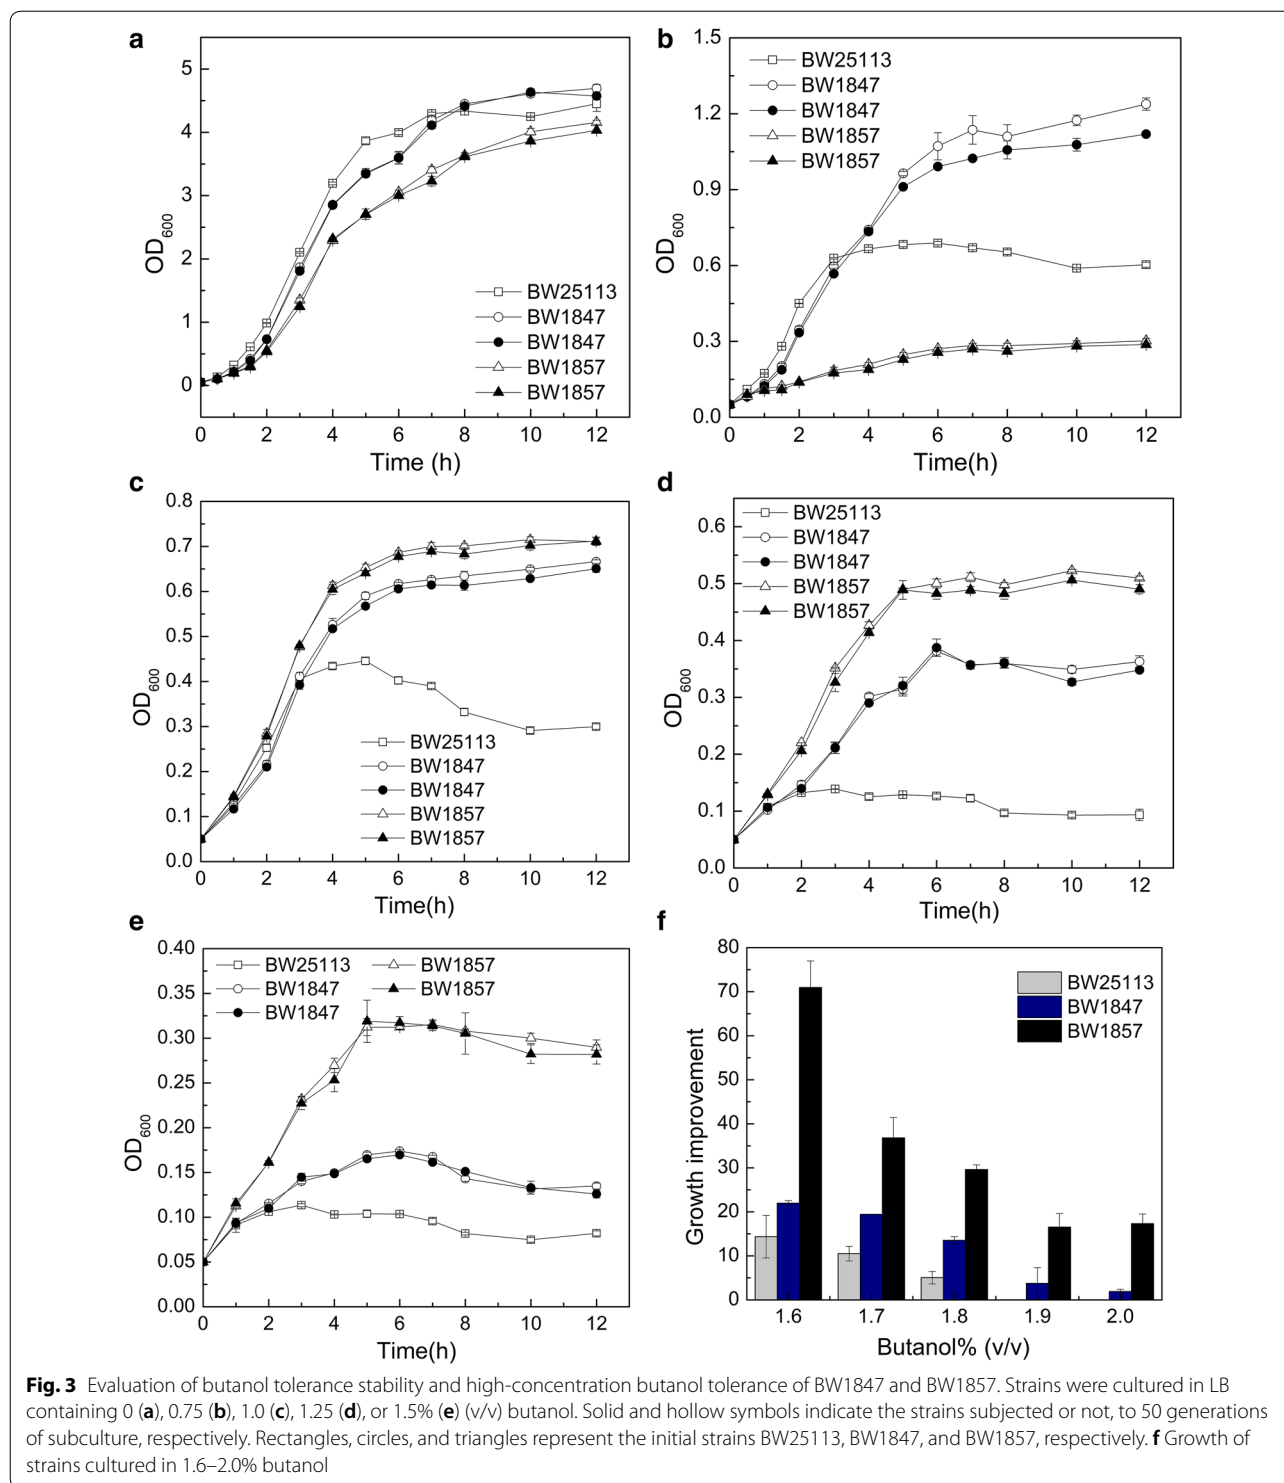 a
5
4
3
2
1
0
OD600
BW25113
BW1847
BW1847
BW1857
BW1857
0 2 4 6 8 10 12
Time (h)
b
1.5
1.2
0.9
0.6
0.3
0.0
OD600
BW25113
BW1847
BW1847
BW1857
BW1857
0 2 4 6 8 10 12
Time(h)
c
0.8
0.7
0.6
0.5
0.4
0.3
0.2
0.1
0.0
OD600
BW25113
BW1847
BW1847
BW1857
BW1857
0 2 4 6 8 10 12
Time(h)
d
0.6
0.5
0.4
0.3
0.2
0.1
0.0
OD600
BW25113
BW1847
BW1847
BW1857
BW1857
0 2 4 6 8 10 12
Time(h)
e
0.40
0.35
0.30
0.25
0.20
0.15
0.10
0.05
0.00
OD600
BW25113 BW1857
BW1847 BW1857
BW1847
0 2 4 6 8 10 12
Time(h)
f
80
70
60
50
40
30
20
10
0
Growth improvement
BW25113
BW1847
BW1857
1.6 1.7 1.8 1.9 2.0
Butanol% (v/v)
Fig. 3 Evaluation of butanol tolerance stability and high-concentration butanol tolerance of BW1847 and BW1857. Strains were cultured in LB
containing 0 (a), 0.75 (b), 1.0 (c), 1.25 (d), or 1.5% (e) (v/v) butanol. Solid and hollow symbols indicate the strains subjected or not, to 50 generations
of subculture, respectively. Rectangles, circles, and triangles represent the initial strains BW25113, BW1847, and BW1857, respectively. f Growth of
strains cultured in 1.6–2.0% butanol